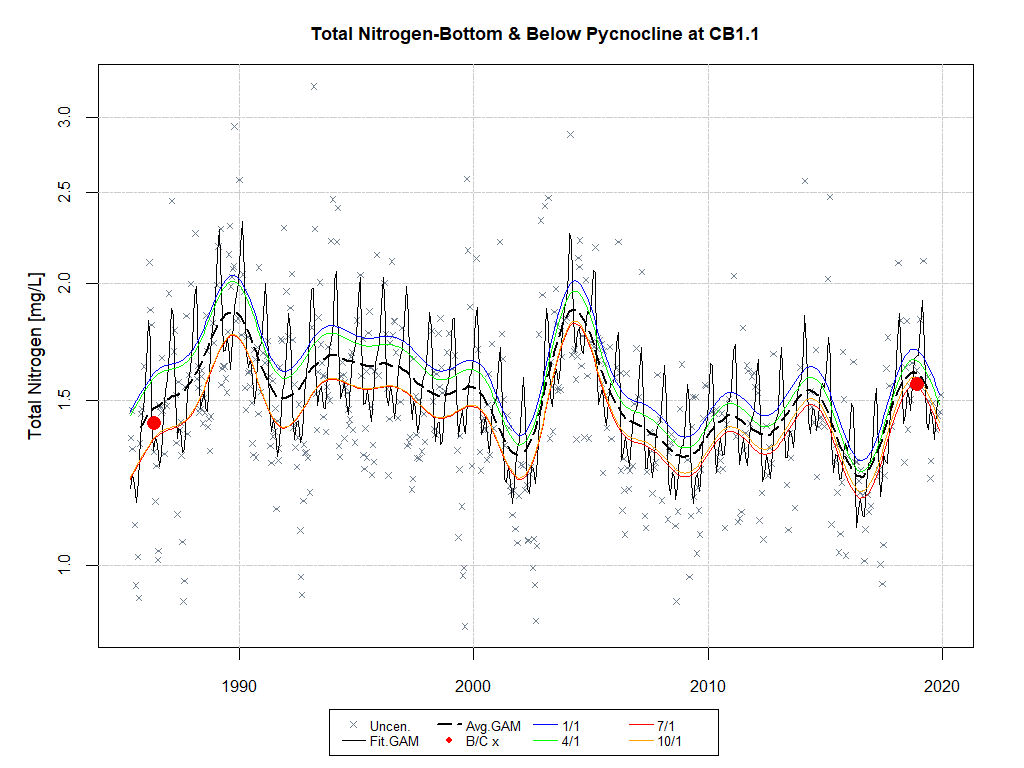 Total Nitrogen-Bottom & Below Pycnocline at CB1.1
Total Nitrogen [mg/L]
3.0
2.5
2.0
1.5
1.0
1990 2000 2010 2020
Uncen. Avg.GAM 1/1 7/1
Fit.GAM B/C x 4/1 10/1